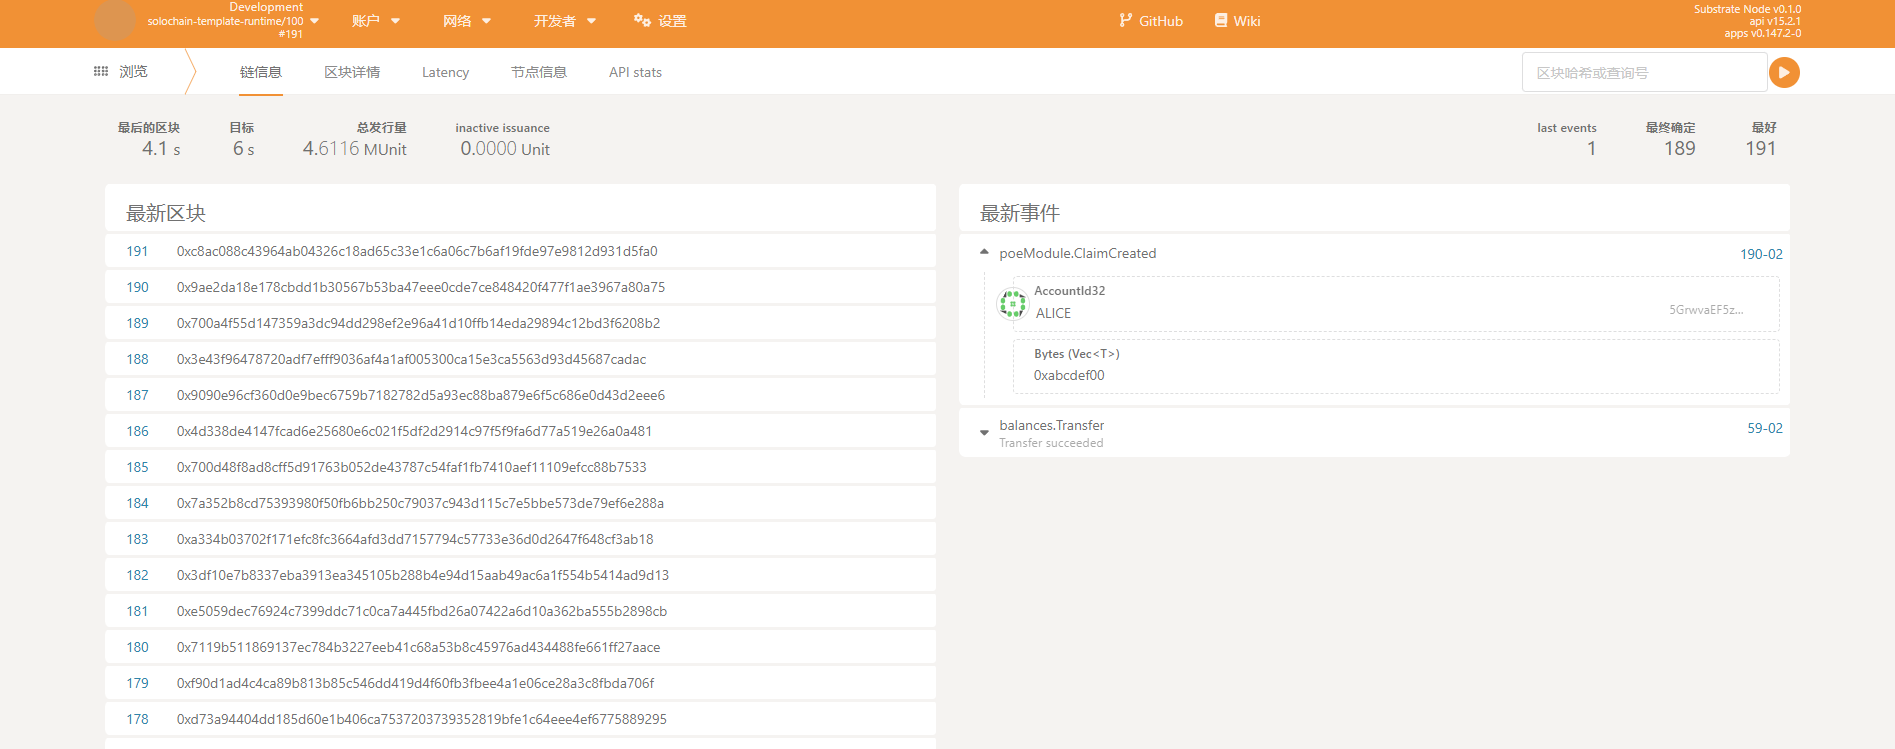 Development
solochain-template-runtime/100
#191
账户
网络
开发者
设置
GitHub
Wiki
Substrate Node v0.1.0
api v15.2.1
apps v0.147.2-0
浏览
链信息
区块详情
Latency
节点信息
API stats
区块哈希或查询号
最后的区块
4.1 s
目标
6 s
总发行量
4.6116 MUnit
inactive issuance
0.0000 Unit
last events
1
最终确定
189
最好
191
最新区块
191 0xc8ac088c43964ab04326c18ad65c33e1c6a06c7b6af19fde97e9812d931d5fa0
190 0x9ae2da18e178cbdd1b30567b53ba47eee0cde7ce848420f477f1ae3967a80a75
189 0x700a4f55d147359a3dc94dd298ef2e96a41d10ffb14eda29894c12bd3f6208b2
188 0x3e43f96478720adf7efff9036af4a1af005300ca15e3ca5563d93d45687cadac
187 0x9090e96cf360d0e9bec6759b7182782d5a93ec88ba879e6f5c686e0d43d2eee6
186 0x4d338de4147fcad6e25680e6c021f5df2d2914c97f5f9fa6d77a519e26a0a481
185 0x700d48f8ad8cff5d91763b052de43787c54faf1fb7410aef11109efcc88b7533
184 0x7a352b8cd75393980f50fb6bb250c79037c943d115c7e5bbe573de79ef6e288a
183 0xa334b03702f171efc8fc3664afd3dd7157794c57733e36d0d2647f648cf3ab18
182 0x3df10e7b8337eba3913ea345105b288b4e94d15aab49ac6a1f554b5414ad9d13
181 0xe5059dec76924c7399ddc71c0ca7a445fbd26a07422a6d10a362ba555b2898cb
180 0x7119b511869137ec784b3227eeb41c68a53b8c45976ad434488fe661ff27aace
179 0xf90d1ad4c4ca89b813b85c546dd419d4f60fb3fbee4a1e06ce28a3c8fbda706f
178 0xd73a94404dd185d60e1b406ca7537203739352819bfe1c64eee4ef6775889295
最新事件
poeModule.ClaimCreated
190-02
AccountId32
ALICE
5GrwvaEF5z...
Bytes (Vec<T>)
0xabcdef00
balances.Transfer
59-02
Transfer succeeded